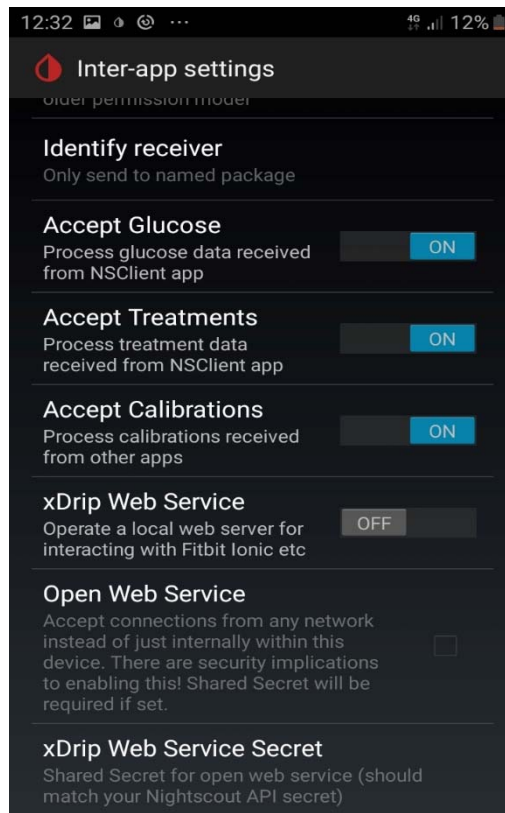 12:32 ··· 4G 12%
Inter-app settings
older permission model
Identify receiver
Only send to named package
Accept Glucose
Process glucose data received
from NSClient app
ON
Accept Treatments
Process treatment data
received from NSClient app
ON
Accept Calibrations
Process calibrations received
from other apps
ON
xDrip Web Service
Operate a local web server for
interacting with Fitbit Ionic etc
OFF
Open Web Service
Accept connections from any network
instead of just internally within this
device. There are security implications
to enabling this! Shared Secret will be
required if set.
xDrip Web Service Secret
Shared Secret for open web service (should
match your Nightscout API secret)